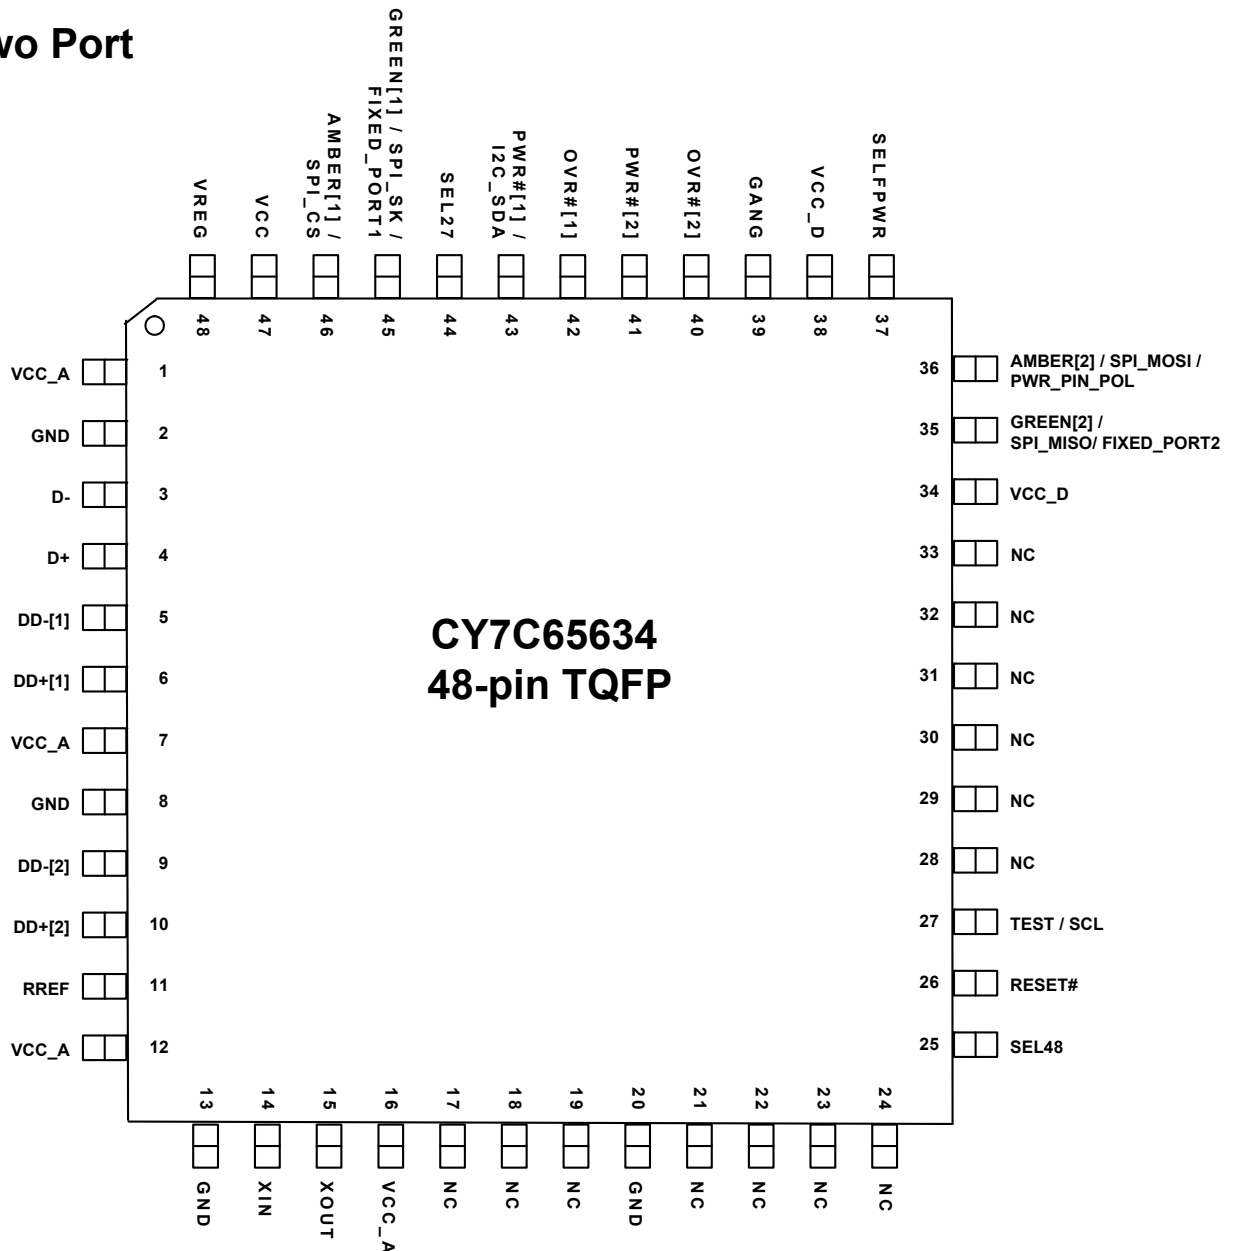 wo Port
GREEN[1] / SPI_SK /
FIXED_PORT1
AMBER[1] /
SPI_CS
PWR#[1] /
I2C_SDA
VREG
VCC
SEL27
OVR#[1]
PWR#[2]
OVR#[2]
GANG
VCC_D
SELFPWR
48 47 46 45 44 43 42 41 40 39 38 37
VCC_A 1
GND 2
D- 3
D+ 4
DD-[1] 5
DD+[1] 6
VCC_A 7
GND 8
DD-[2] 9
DD+[2] 10
RREF 11
VCC_A 12
CY7C65634
48-pin TQFP
36 AMBER[2] / SPI_MOSI /
PWR_PIN_POL
35 GREEN[2] /
SPI_MISO/ FIXED_PORT2
34 VCC_D
33 NC
32 NC
31 NC
30 NC
29 NC
28 NC
27 TEST / SCL
26 RESET#
25 SEL48
13 14 15 16 17 18 19 20 21 22 23 24
GND
XIN
XOUT
VCC_A
NC
NC
NC
GND
NC
NC
NC
NC